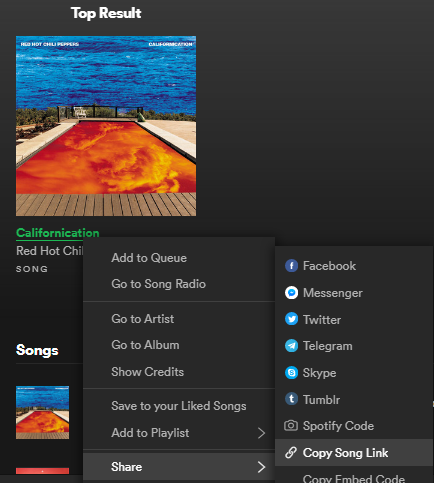 Top Result
RED HOT CHILI PEPPERS CALIFORNICATION
Californication
Red Hot Chil
SONG
Songs
Add to Queue
Go to Song Radio
Go to Artist
Go to Album
Show Credits
Save to your Liked Songs
Add to Playlist
Share
Facebook
Messenger
Twitter
Telegram
Skype
Tumblr
Spotify Code
Copy Song Link
Copy Embed Code